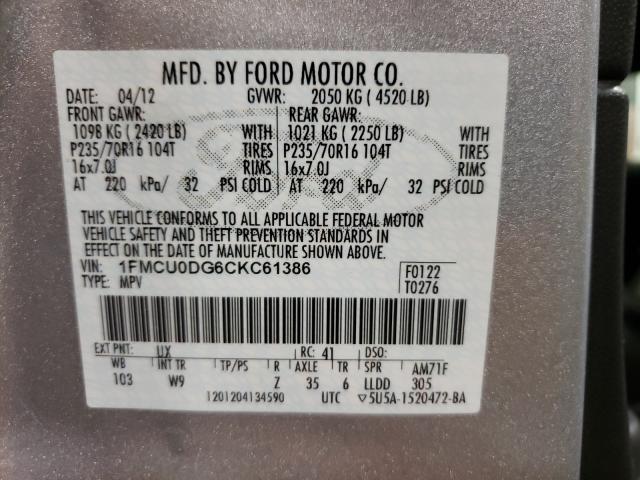 MFD. BY FORD MOTOR CO.
DATE: 04/12 GVWR: 2050 KG ( 4520 LB)
FRONT GAWR: REAR GAWR:
1098 KG ( 2420 LB) WITH 1021 KG ( 2250 LB) WITH
P235/70R16 104T TIRES P235/70R16 104T TIRES
16x7.0J RIMS 16x7.0J RIMS
AT 220 kPa/ 32 PSI COLD AT 220 kPa/ 32 PSI COLD
THIS VEHICLE CONFORMS TO ALL APPLICABLE FEDERAL MOTOR
VEHICLE SAFETY AND THEFT PREVENTION STANDARDS IN
EFFECT ON THE DATE OF MANUFACTURE SHOWN ABOVE.
VIN: 1FMCU0DG6CKC61386 F0122
TYPE: MPV T0276
EXT PNT: UX RC: 41 DSO:
WB INT TR TP/PS R AXLE TR SPR AM71F
103 W9 Z 35 6 LLDD 305
1201204134590 UTC ▽5U5A-1520472-BA